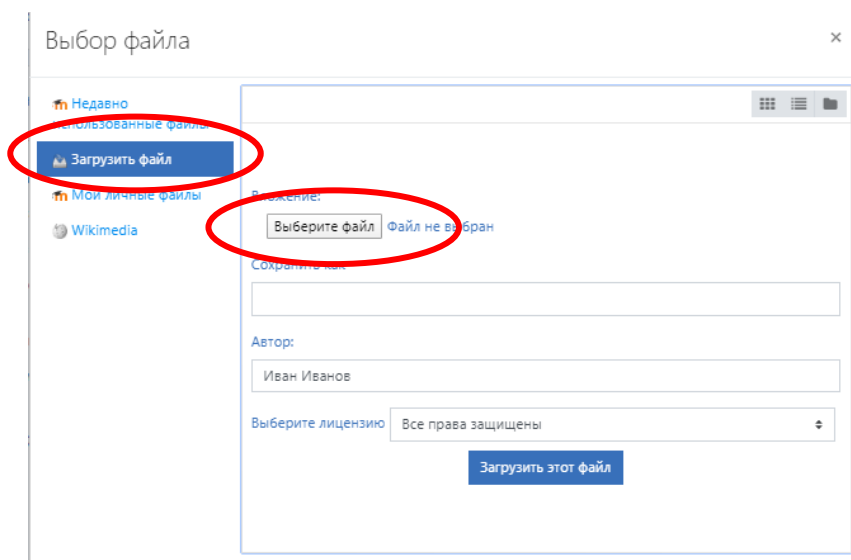 Выбор файла
Недавно
использованные файлы
Загрузить файл
Мои личные файлы
Wikimedia
Вложение:
Выберите файл Файл не выбран
Сохранить как
Автор:
Иван Иванов
Выберите лицензию Все права защищены
Загрузить этот файл